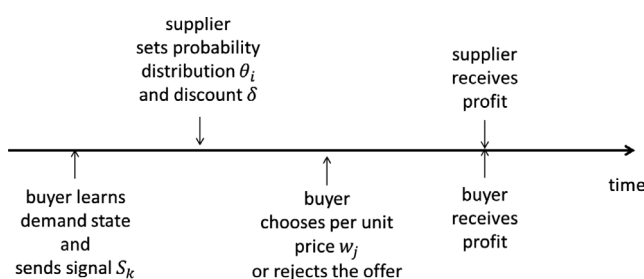 supplier
sets probability
distribution θᵢ
and discount δ
supplier
receives
profit
time
buyer learns
demand state
and
sends signal Sₖ
buyer
chooses per unit
price wⱼ
or rejects the offer
buyer
receives
profit